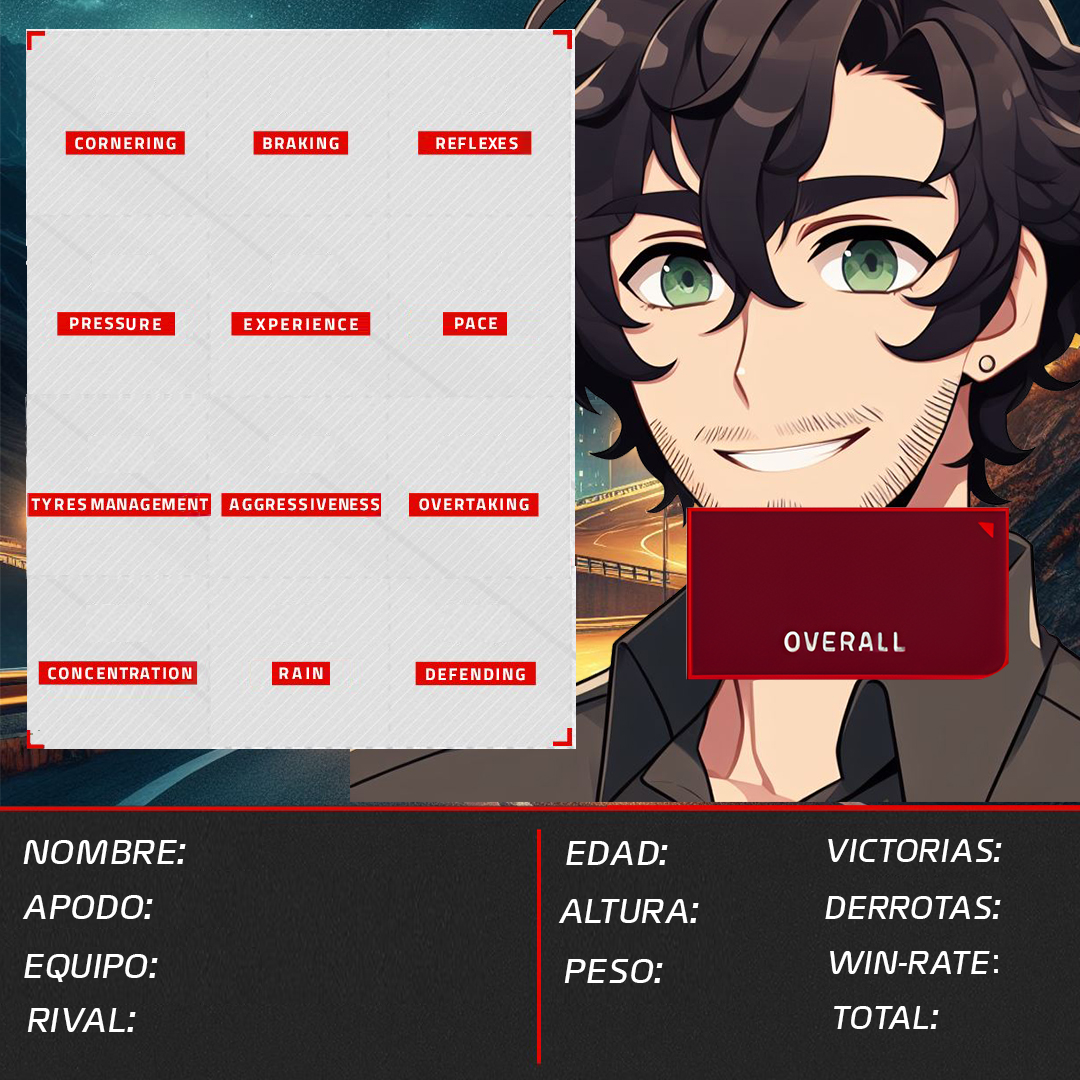 CORNERING BRAKING REFLEXES
PRESSURE EXPERIENCE PACE
TYRES MANAGEMENT AGGRESSIVENESS OVERTAKING
CONCENTRATION RAIN DEFENDING
OVERALL
NOMBRE:
APODO:
EQUIPO:
RIVAL:
EDAD:
ALTURA:
PESO:
VICTORIAS:
DERROTAS:
WIN-RATE:
TOTAL: